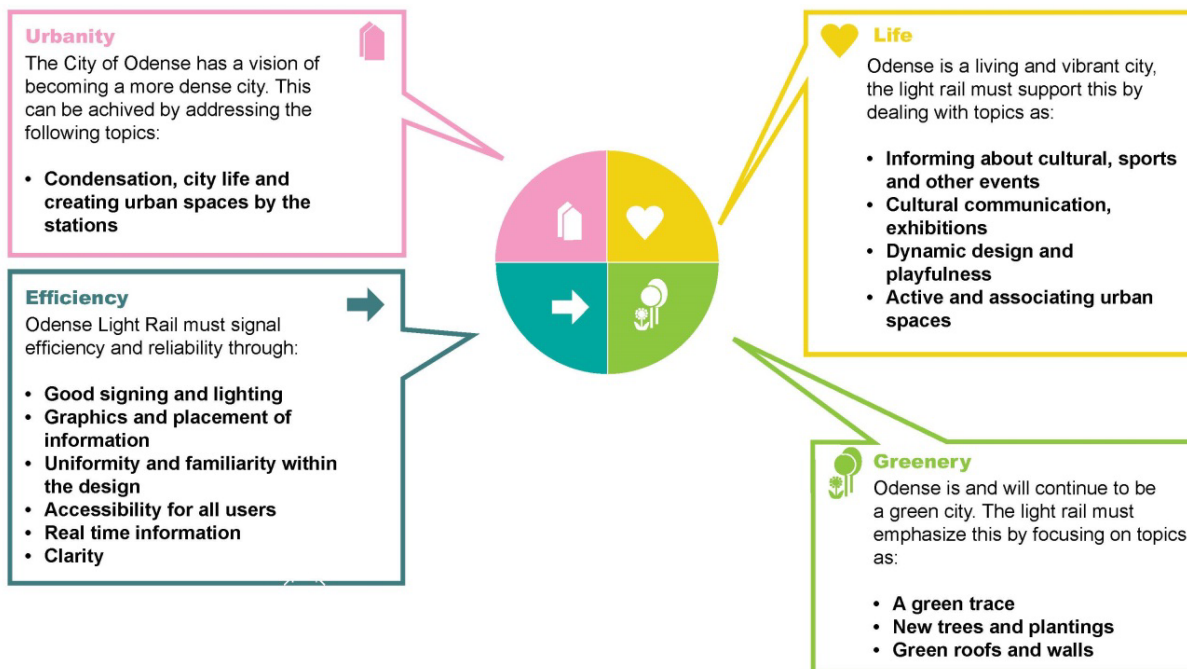 Urbanity
The City of Odense has a vision of
becoming a more dense city. This
can be achived by addressing the
following topics:
• Condensation, city life and
creating urban spaces by the
stations
Life
Odense is a living and vibrant city,
the light rail must support this by
dealing with topics as:
• Informing about cultural, sports
and other events
• Cultural communication,
exhibitions
• Dynamic design and
playfulness
• Active and associating urban
spaces
Efficiency
Odense Light Rail must signal
efficiency and reliability through:
• Good signing and lighting
• Graphics and placement of
information
• Uniformity and familiarity within
the design
• Accessibility for all users
• Real time information
• Clarity
Greenery
Odense is and will continue to be
a green city. The light rail must
emphasize this by focusing on topics
as:
• A green trace
• New trees and plantings
• Green roofs and walls